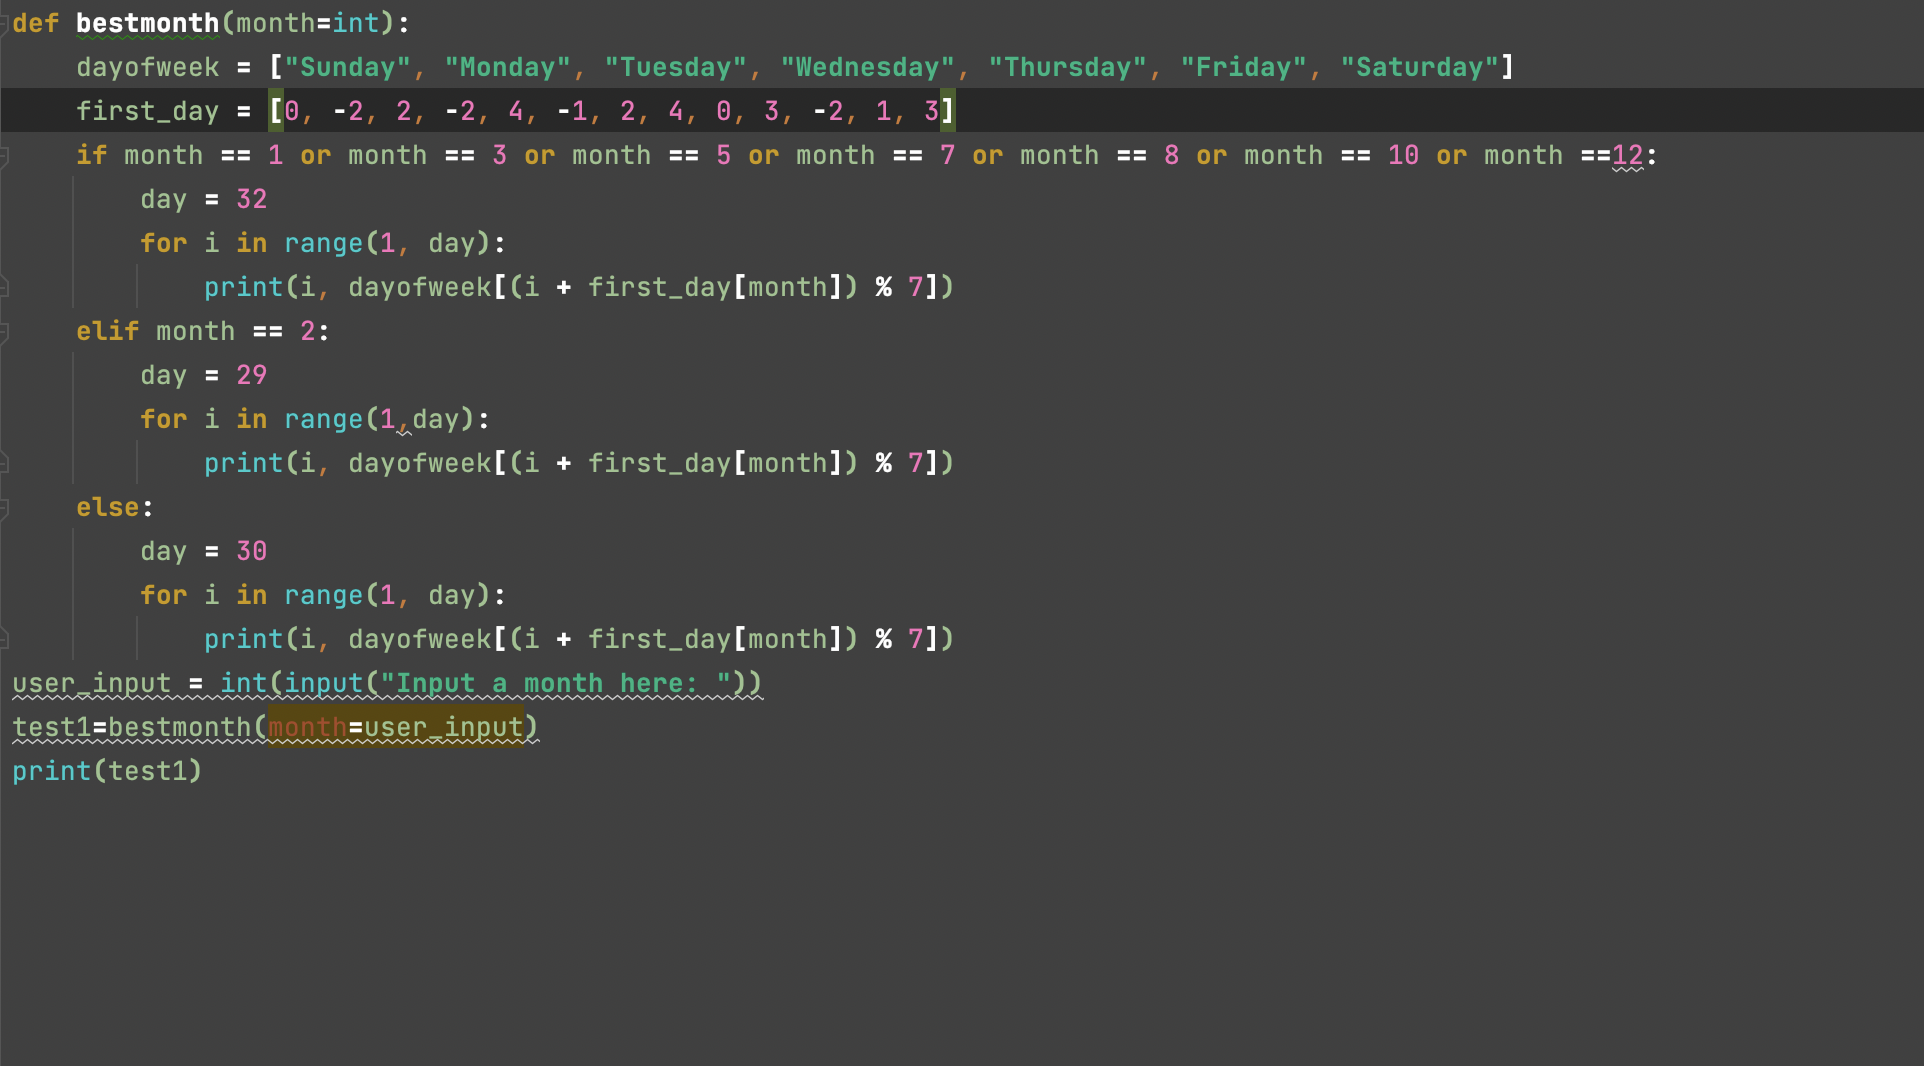 def bestmonth(month=int):
    dayofweek = ["Sunday", "Monday", "Tuesday", "Wednesday", "Thursday", "Friday", "Saturday"]
    first_day = [0, -2, 2, -2, 4, -1, 2, 4, 0, 3, -2, 1, 3]
    if month == 1 or month == 3 or month == 5 or month == 7 or month == 8 or month == 10 or month ==12:
        day = 32
        for i in range(1, day):
            print(i, dayofweek[(i + first_day[month]) % 7])
    elif month == 2:
        day = 29
        for i in range(1,day):
            print(i, dayofweek[(i + first_day[month]) % 7])
    else:
        day = 30
        for i in range(1, day):
            print(i, dayofweek[(i + first_day[month]) % 7])
user_input = int(input("Input a month here: "))
test1=bestmonth(month=user_input)
print(test1)